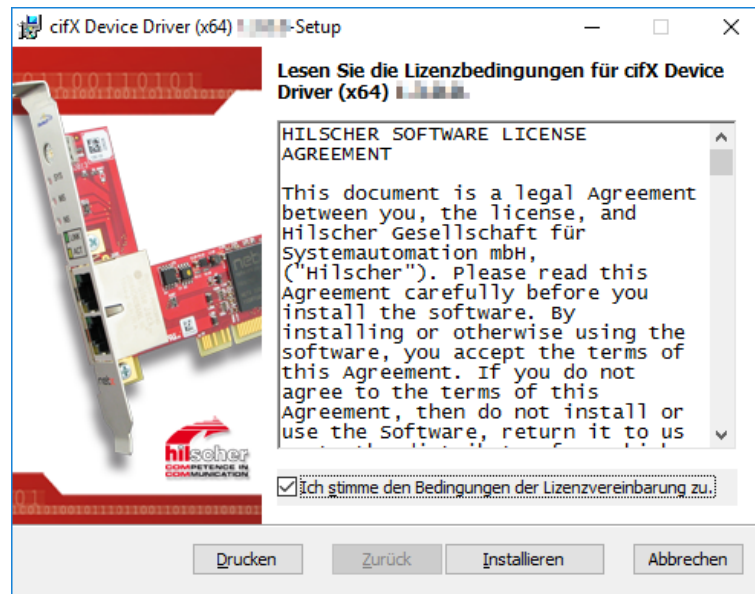 cifX Device Driver (x64) -Setup
Lesen Sie die Lizenzbedingungen für cifX Device
Driver (x64)
HILSCHER SOFTWARE LICENSE
AGREEMENT
This document is a legal Agreement
between you, the license, and
Hilscher Gesellschaft für
Systemautomation mbH,
("Hilscher"). Please read this
Agreement carefully before you
install the software. By
installing or otherwise using the
software, you accept the terms of
this Agreement. If you do not
agree to the terms of this
Agreement, then do not install or
use the Software, return it to us
hilscher
COMPETENCE IN
COMMUNICATION
Ich stimme den Bedingungen der Lizenzvereinbarung zu.
Drucken
Zurück
Installieren
Abbrechen